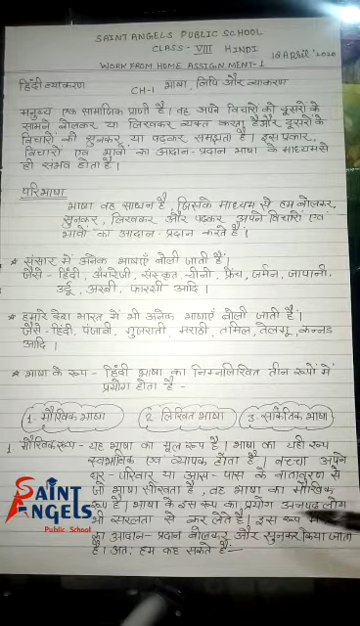 SAINT ANGELS PUBLIC SCHOOL
CLASS - VIII HINDI
WORK FROM HOME ASSIGNMENT-1
हिंदी व्याकरण CH-1 भाषा, लिपि और व्याकरण
मनुष्य एक सामाजिक प्राणी है। वह अपने विचारों को दूसरों के
सामने बोलकर या लिखकर व्यक्त करता है और दूसरों के
विचारों को सुनकर या पढकर समझता है। इस प्रकार
विचारों एवं भावों का आदान-प्रदान भाषा के माध्यम से
ही संभव होता है।
परिभाषा
भाषा वह साधन है, जिसके माध्यम से हम बोलकर,
सुनकर, लिखकर और पढकर अपने विचारों एवं
भावों का आदान-प्रदान करते हैं।
* संसार में अनेक भाषाएँ बोली जाती हैं।
जैसे - हिंदी, अंगरेजी, संस्कृत, चीनी, फ्रेंच, जर्मन, जापानी,
उर्दू, अरबी, फारसी आदि।
* हमारे देश भारत में भी अनेक भाषाएँ बोली जाती हैं।
जैसे - हिंदी, पंजाबी, गुजराती, मराठी, तमिल, तेलगू, कन्नड
आदि।
* भाषा के रूप - हिंदी भाषा का निम्नलिखित तीन रूपों में
प्रयोग होता है -
1. मौखिक भाषा 2 लिखित भाषा 3. सांकेतिक भाषा
1 मौखिक रूप - यह भाषा का मूल रूप है। भाषा का यही रूप
स्वभाविक एवं व्यापक होता है। बच्चा अपने
घर-परिवार या आस-पास के वातावरण से
जो भाषा सीखता है, वह भाषा का मौखिक
रूप है। भाषा के इस रूप का प्रयोग अनपढ़ लोग
भी सरलता से कर लेते हैं। इस रूप में
का आदान-प्रदान बोलकर और सुनकर किया जाता
है। अतः हम कह सकते हैं -
SAINT
ANGELS
Public School